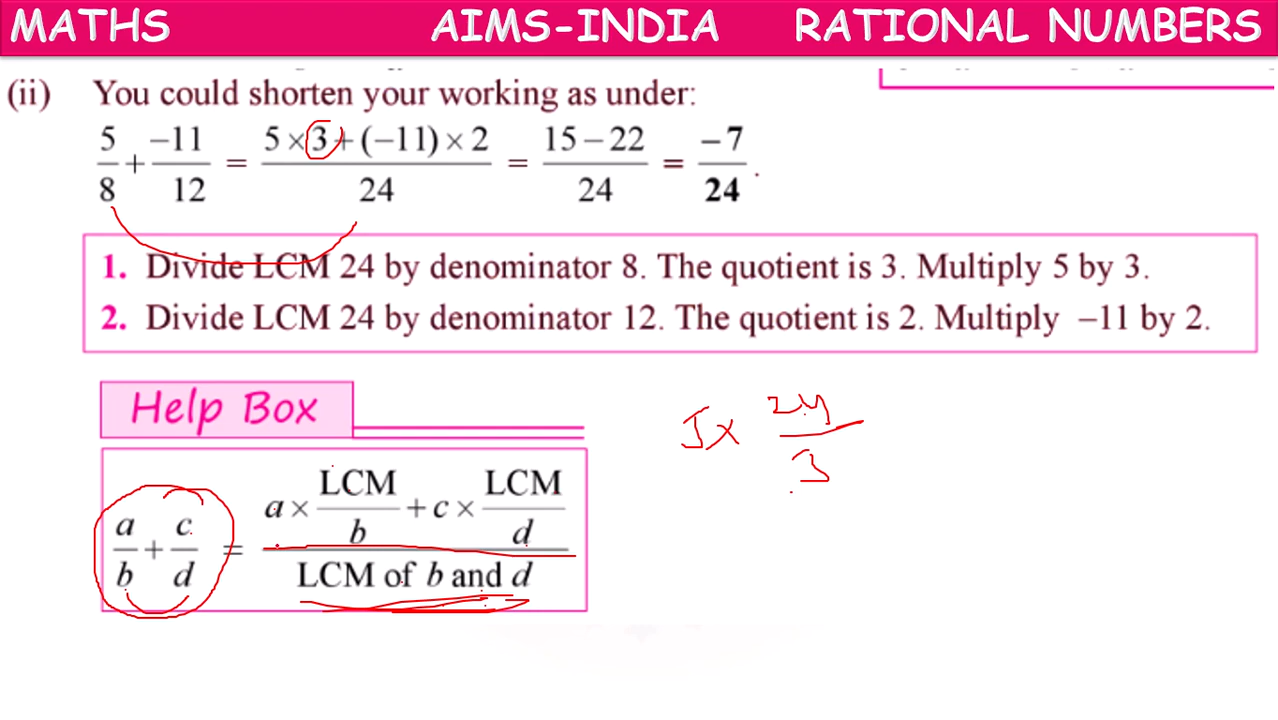 MATHS AIMS-INDIA RATIONAL NUMBERS
(ii) You could shorten your working as under:
5/8 + −11/12 = (5 × 3 + (−11) × 2)/24 = (15 − 22)/24 = −7/24.
1. Divide LCM 24 by denominator 8. The quotient is 3. Multiply 5 by 3.
2. Divide LCM 24 by denominator 12. The quotient is 2. Multiply −11 by 2.
Help Box
a/b + c/d = (a × LCM/b + c × LCM/d)/LCM of b and d
5 × 24/3